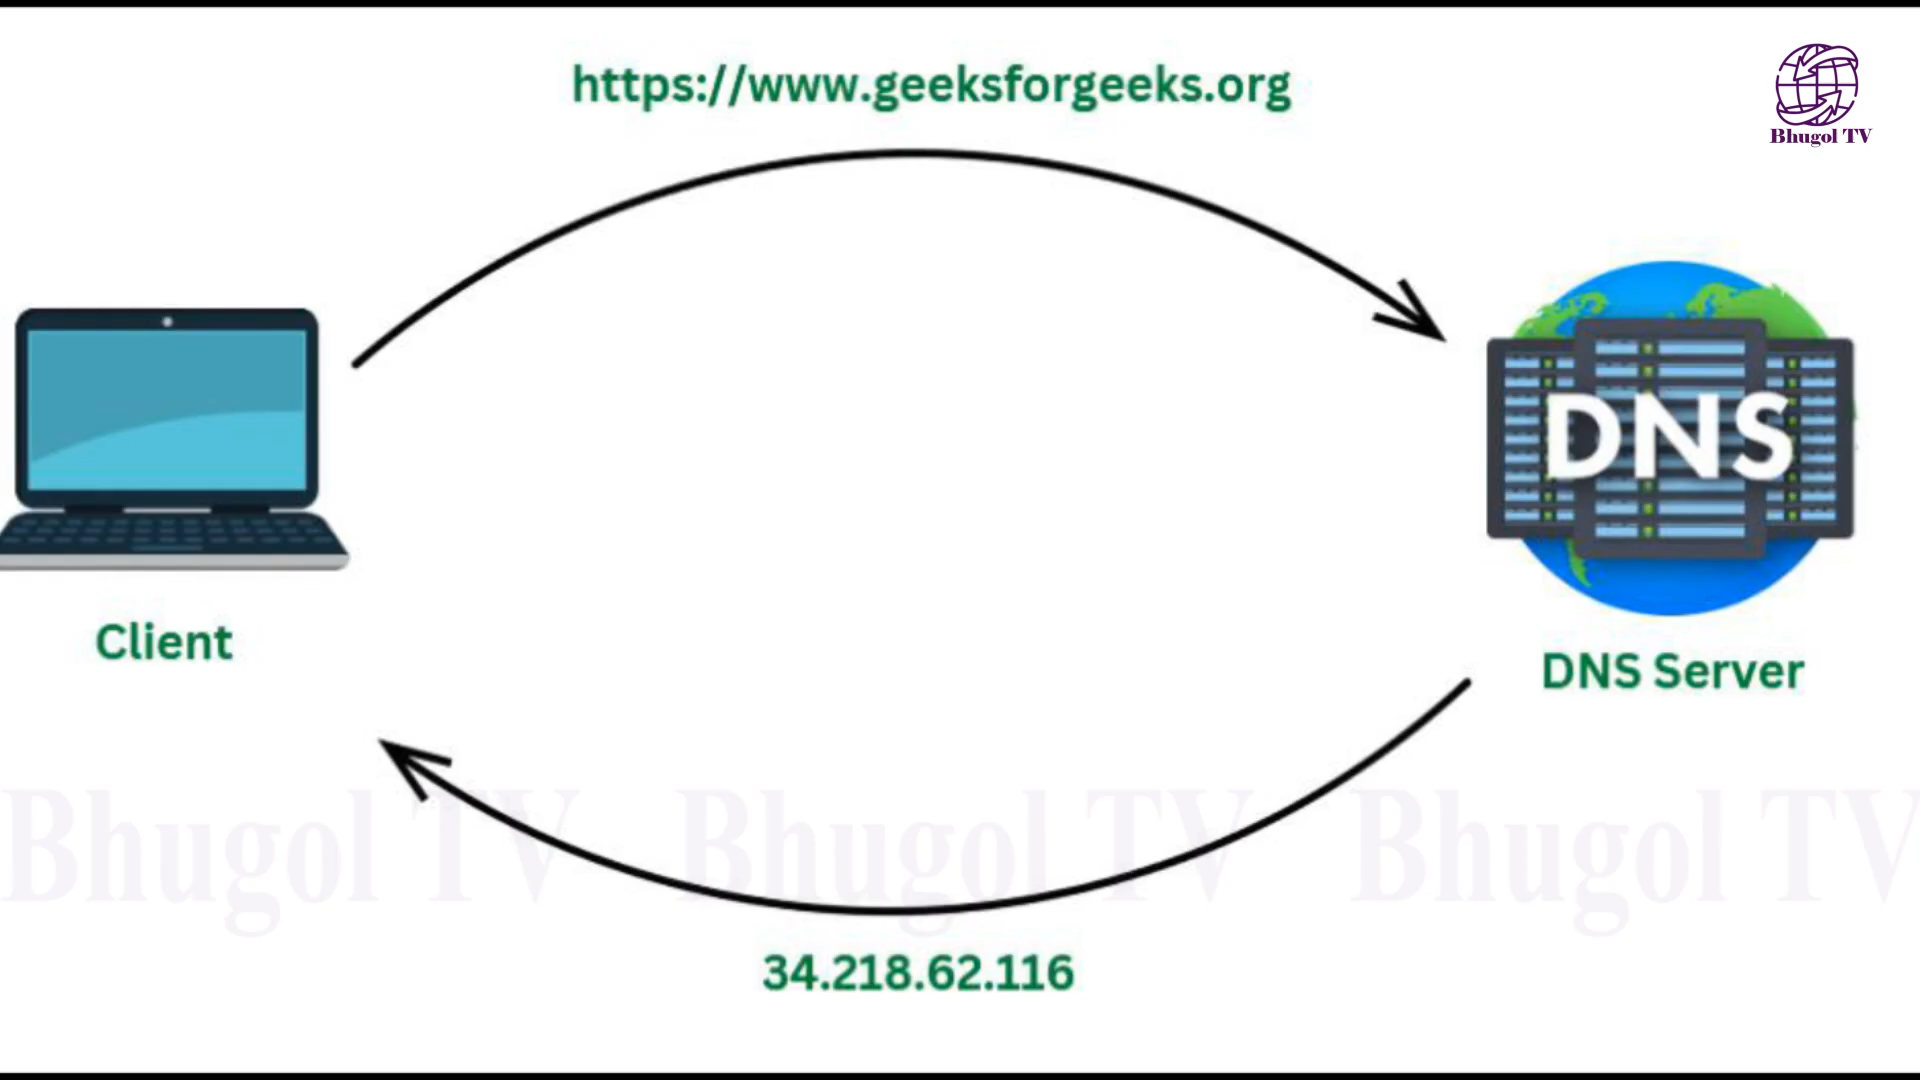 https://www.geeksforgeeks.org
Bhugol TV
DNS
Client
DNS Server
Bhugol TV Bhugol TV Bhugol TV
34.218.62.116